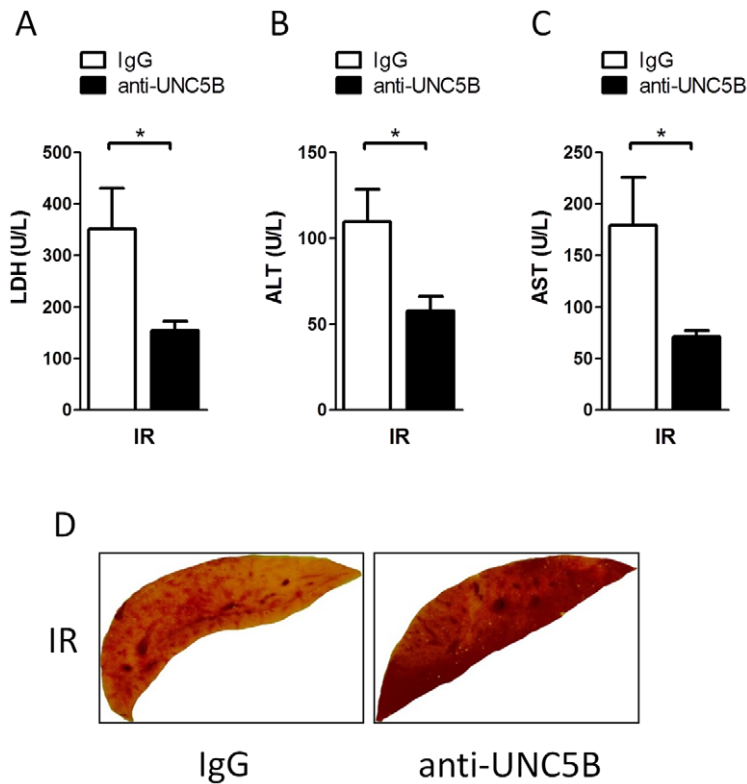 A
IgG
anti-UNC5B
*
LDH (U/L)
500
400
300
200
100
0
IR
B
IgG
anti-UNC5B
*
ALT (U/L)
150
100
50
0
IR
C
IgG
anti-UNC5B
*
AST (U/L)
250
200
150
100
50
0
IR
D
IR
IgG
anti-UNC5B